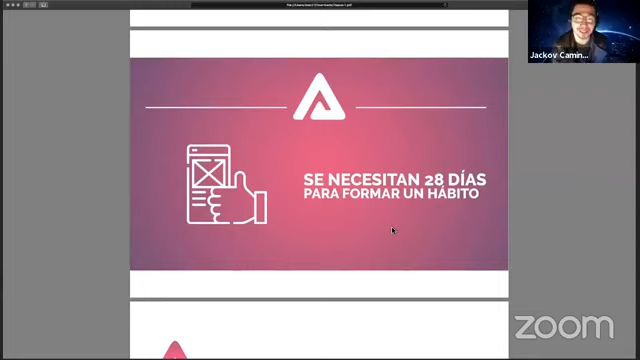 Jackov Camin...
SE NECESITAN 28 DÍAS
PARA FORMAR UN HÁBITO
zoom